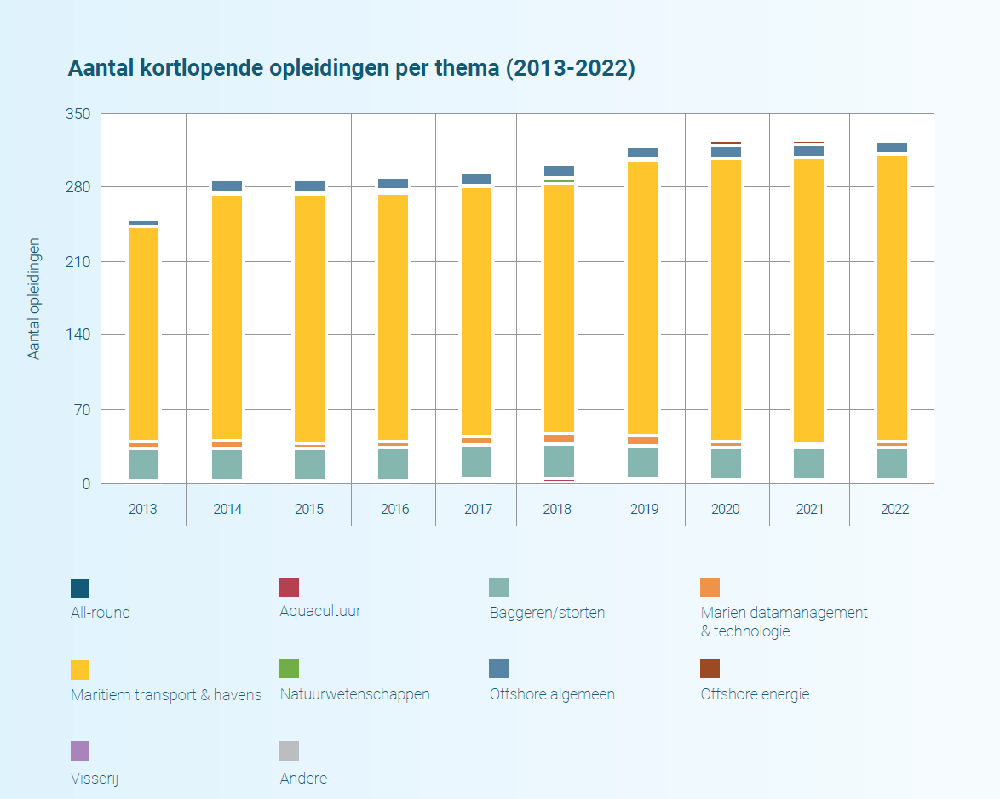 Aantal kortlopende opleidingen per thema (2013-2022)
350
280
210
140
70
0
Aantal opleidingen
2013 2014 2015 2016 2017 2018 2019 2020 2021 2022
All-round
Aquacultuur
Baggeren/storten
Marien datamanagement
& technologie
Maritiem transport & havens
Natuurwetenschappen
Offshore algemeen
Offshore energie
Visserij
Andere